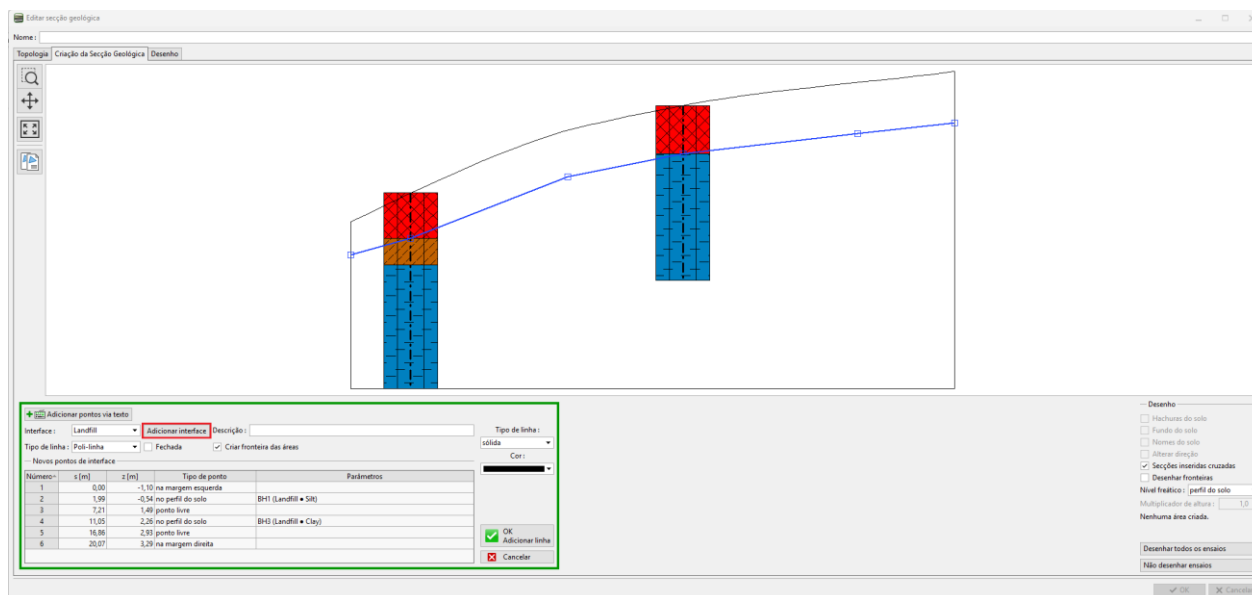 Editar secção geológica
Nome :
Topologia Criação da Secção Geológica Desenho
Adicionar pontos via texto
Interface : Landfill Adicionar interface Descrição :
Tipo de linha : Poli-linha Fechada Criar fronteira das áreas
Novos pontos de interface
Número s [m] z [m] Tipo de ponto Parâmetros
1 0,00 -1,10 na margem esquerda
2 1,99 -0,54 no perfil do solo BH1 (Landfill ● Silt)
3 7,21 1,49 ponto livre
4 11,05 2,26 no perfil do solo BH3 (Landfill ● Clay)
5 16,86 2,93 ponto livre
6 20,07 3,29 na margem direita
Tipo de linha :
sólida
Cor :
OK
Adicionar linha
Cancelar
Desenho
Hachuras do solo
Fundo do solo
Nomes do solo
Alterar direção
Secções inseridas cruzadas
Desenhar fronteiras
Nível freático : perfil do solo
Multiplicador de altura : 1,0
Nenhuma área criada.
Desenhar todos os ensaios
Não desenhar ensaios
OK Cancelar